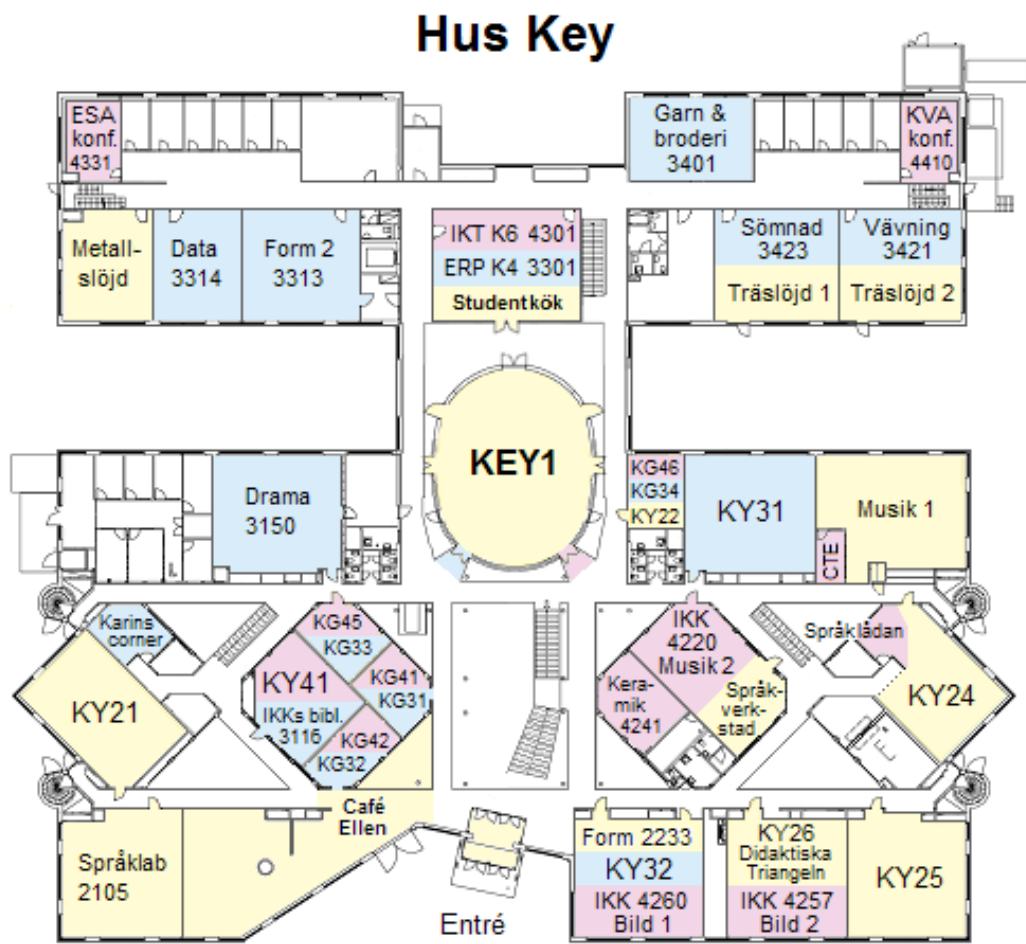 Hus Key
ESA
konf.
4331
Garn &
broderi
3401
KVA
konf.
4410
Metall-
slöjd
Data
3314
Form 2
3313
IKT K6 4301
ERP K4 3301
Studentkök
Sömnad
3423
Träslöjd 1
Vävning
3421
Träslöjd 2
KEY1
Drama
3150
KG46
KG34
KY22
KY31
Musik 1
CTE
Karins
corner
KY21
KG45
KG33
KY41
IKKs bibl.
3116
KG41
KG31
KG42
KG32
IKK
4220
Musik 2
Kera-
mik
4241
Språk-
verk-
stad
Språklådan
KY24
Café
Ellen
Språklab
2105
Entré
Form 2233
KY32
IKK 4260
Bild 1
KY26
Didaktiska
Triangeln
IKK 4257
Bild 2
KY25